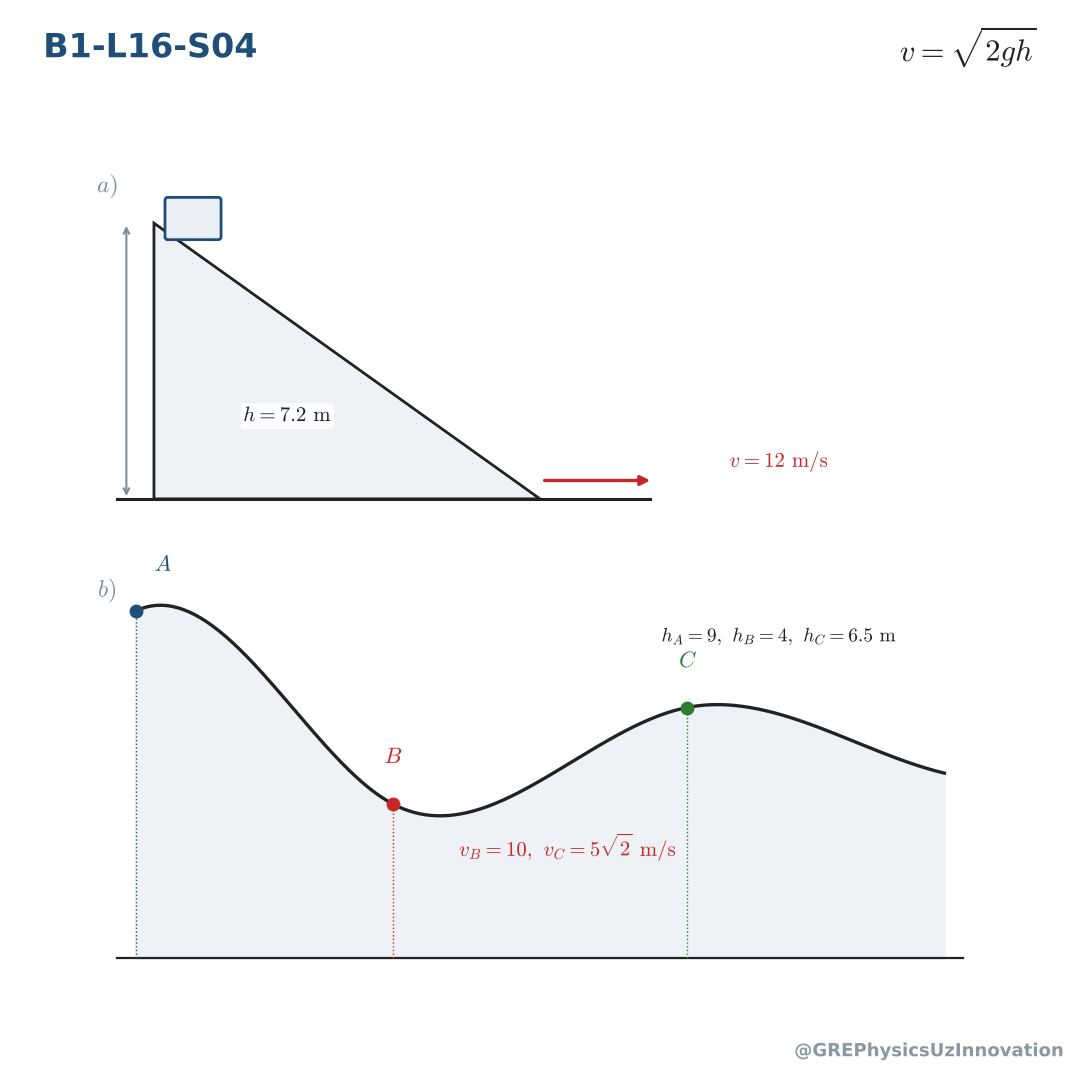 B1-L16-S04
v = √2gh
a)
h = 7.2 m
v = 12 m/s
A
b)
h_A = 9, h_B = 4, h_C = 6.5 m
C
B
v_B = 10, v_C = 5√2 m/s
@GREPhysicsUzInnovation